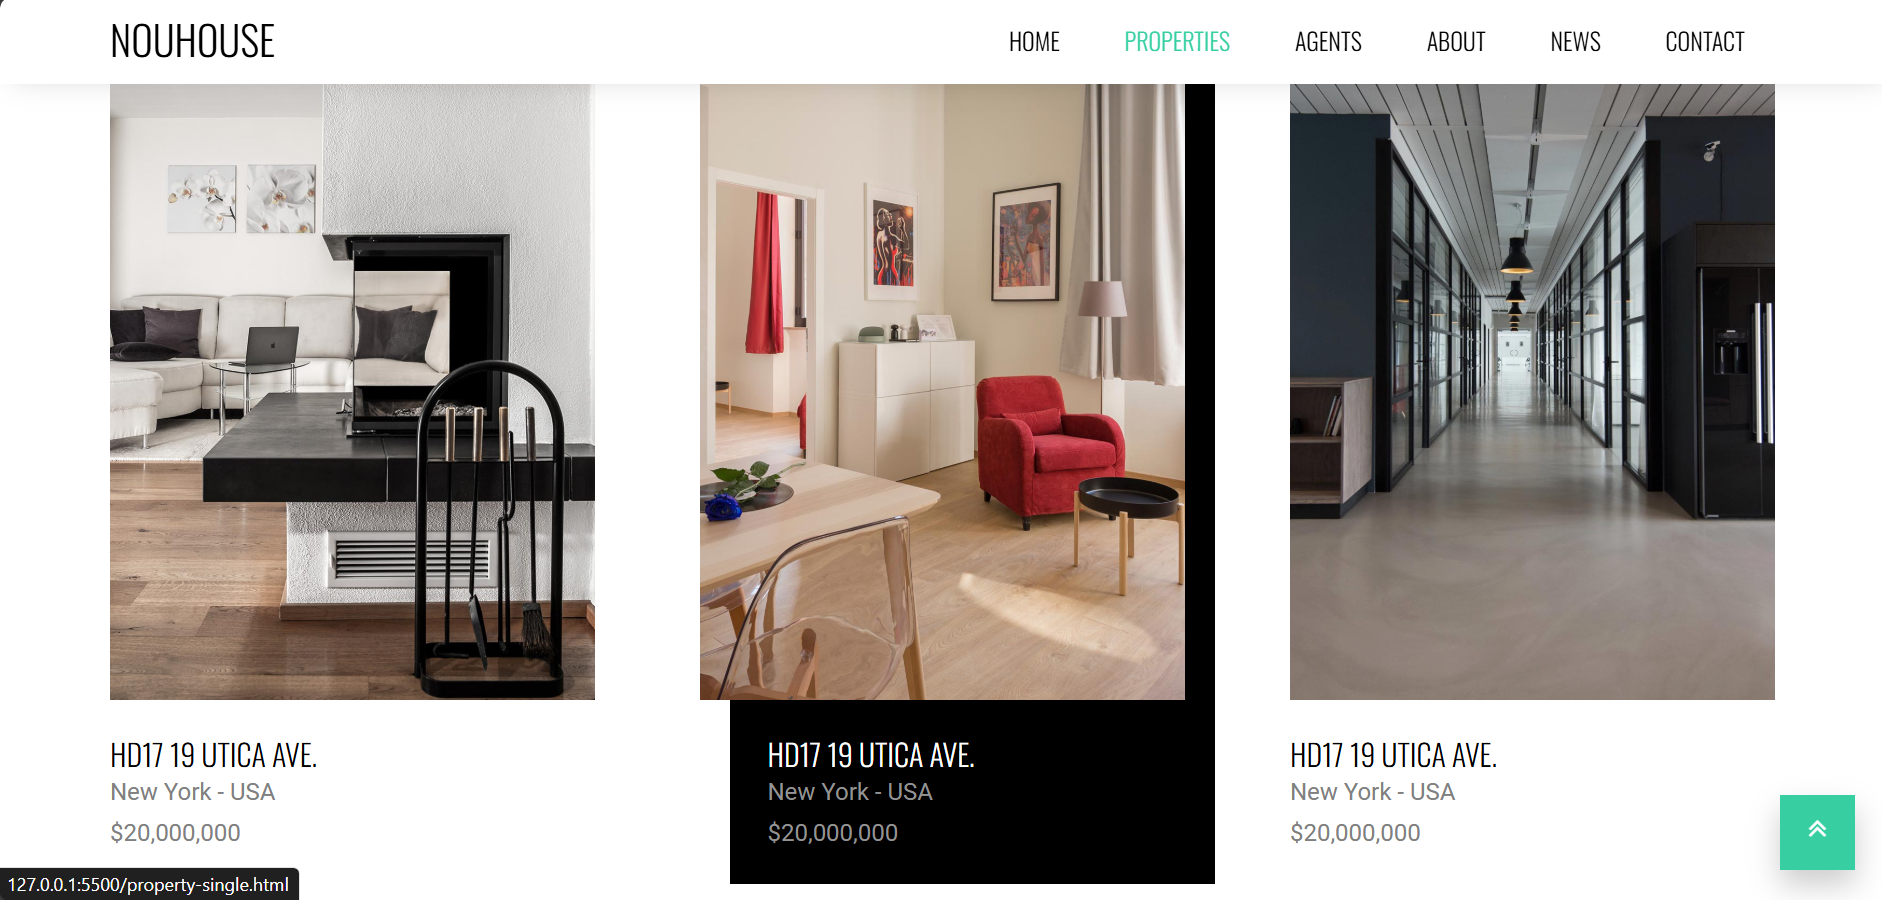 NOUHOUSE
HOME PROPERTIES AGENTS ABOUT NEWS CONTACT
HD17 19 UTICA AVE.
New York - USA
$20,000,000
HD17 19 UTICA AVE.
New York - USA
$20,000,000
HD17 19 UTICA AVE.
New York - USA
$20,000,000
127.0.0.1:5500/property-single.html